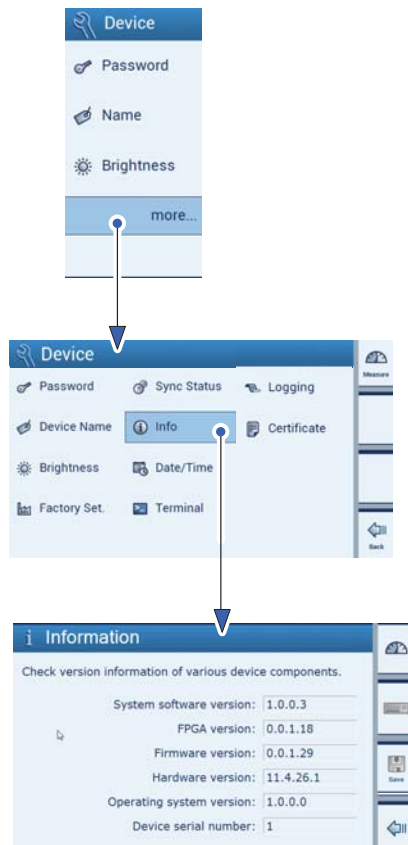 Device
Password
Name
Brightness
more...
Device
Measure
Password Sync Status Logging
Device Name Info Certificate
Brightness Date/Time
Factory Set. Terminal
Back
i Information
Check version information of various device components.
System software version: 1.0.0.3
FPGA version: 0.0.1.18
Firmware version: 0.0.1.29
Hardware version: 11.4.26.1
Save
Operating system version: 1.0.0.0
Device serial number: 1